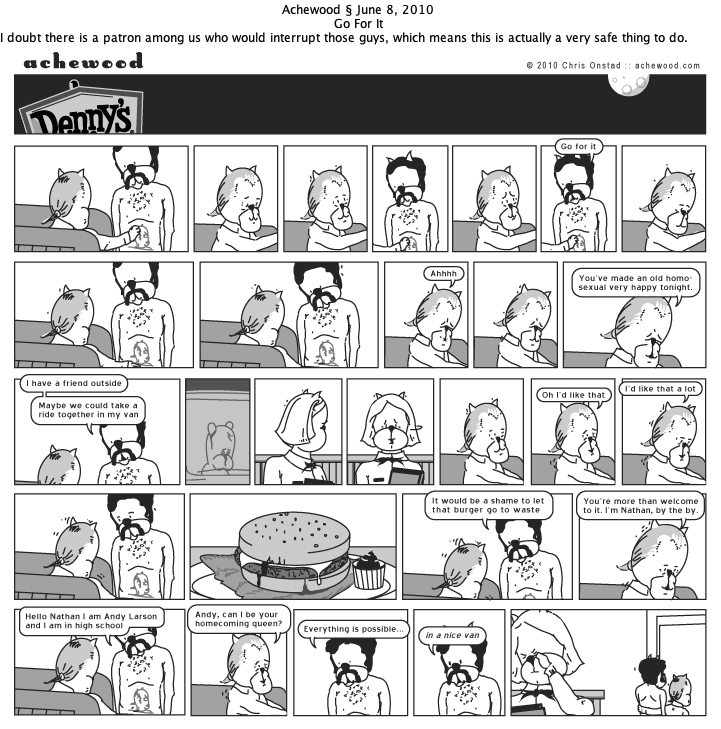 Achewood § June 8, 2010
Go For It
I doubt there is a patron among us who would interrupt those guys, which means this is actually a very safe thing to do.
achewood
© 2010 Chris Onstad :: achewood.com
Denny's
Go for it
Ahhhh
You've made an old homo-
sexual very happy tonight.
I have a friend outside
Maybe we could take a
ride together in my van
Oh I'd like that
I'd like that a lot
It would be a shame to let
that burger go to waste
You're more than welcome
to it. I'm Nathan, by the by.
Hello Nathan I am Andy Larson
and I am in high school
Andy, can I be your
homecoming queen?
Everything is possible...
in a nice van